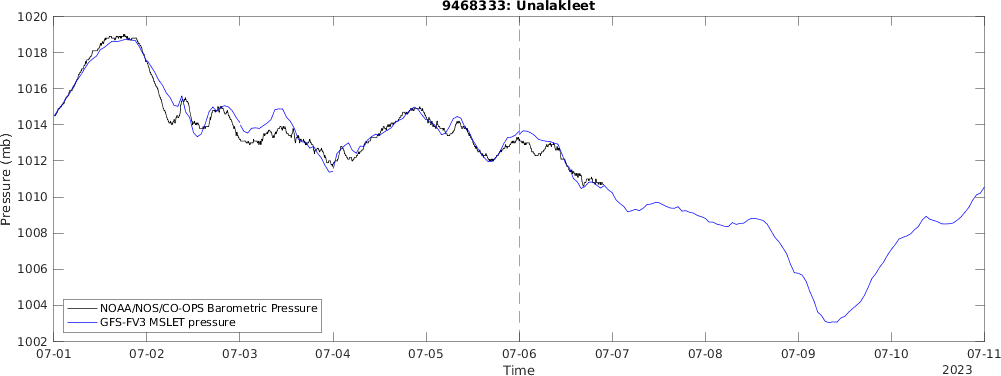 9468333: Unalakleet
1020
1018
1016
1014
1012
1010
1008
1006
1004
1002
Pressure (mb)
NOAA/NOS/CO-OPS Barometric Pressure
GFS-FV3 MSLET pressure
07-01 07-02 07-03 07-04 07-05 07-06 07-07 07-08 07-09 07-10 07-11
Time
2023